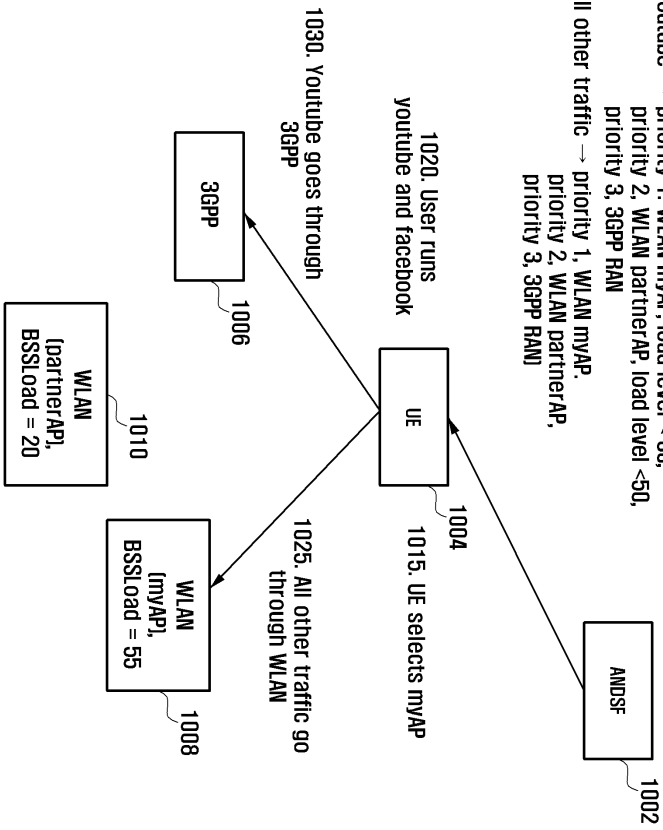 priority 1, WLAN myAP, load level <
priority 2, WLAN partnerAP, load level <50,
priority 3, 3GPP RAN
ll other traffic → priority 1, WLAN myAP.
priority 2, WLAN partnerAP,
priority 3, 3GPP RAN]
ANDSF
1002
1020. User runs
youtube and facebook
UE
1004
1015. UE selects myAP
1030. Youtube goes through
3GPP
3GPP
1006
1025. All other traffic go
through WLAN
WLAN
[partnerAP],
BSSLoad = 20
1010
WLAN
[myAP],
BSSLoad = 55
1008